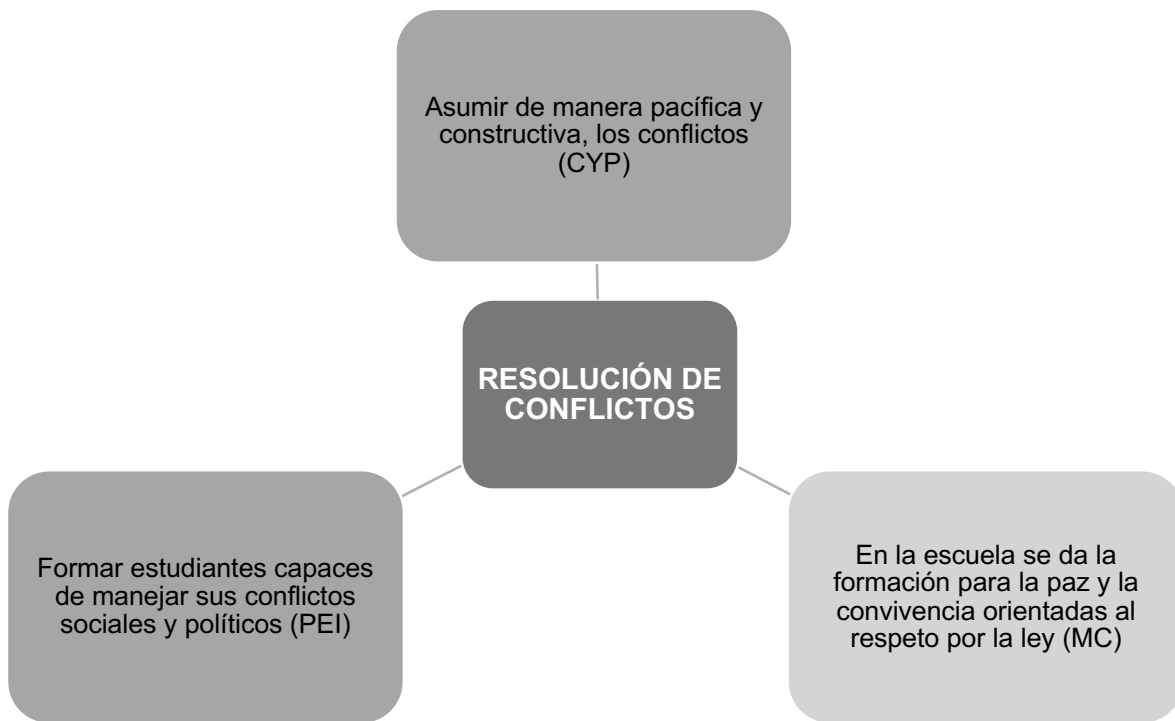 Asumir de manera pacífica y
constructiva, los conflictos
(CYP)
RESOLUCIÓN DE
CONFLICTOS
Formar estudiantes capaces
de manejar sus conflictos
sociales y políticos (PEI)
En la escuela se da la
formación para la paz y la
convivencia orientadas al
respeto por la ley (MC)